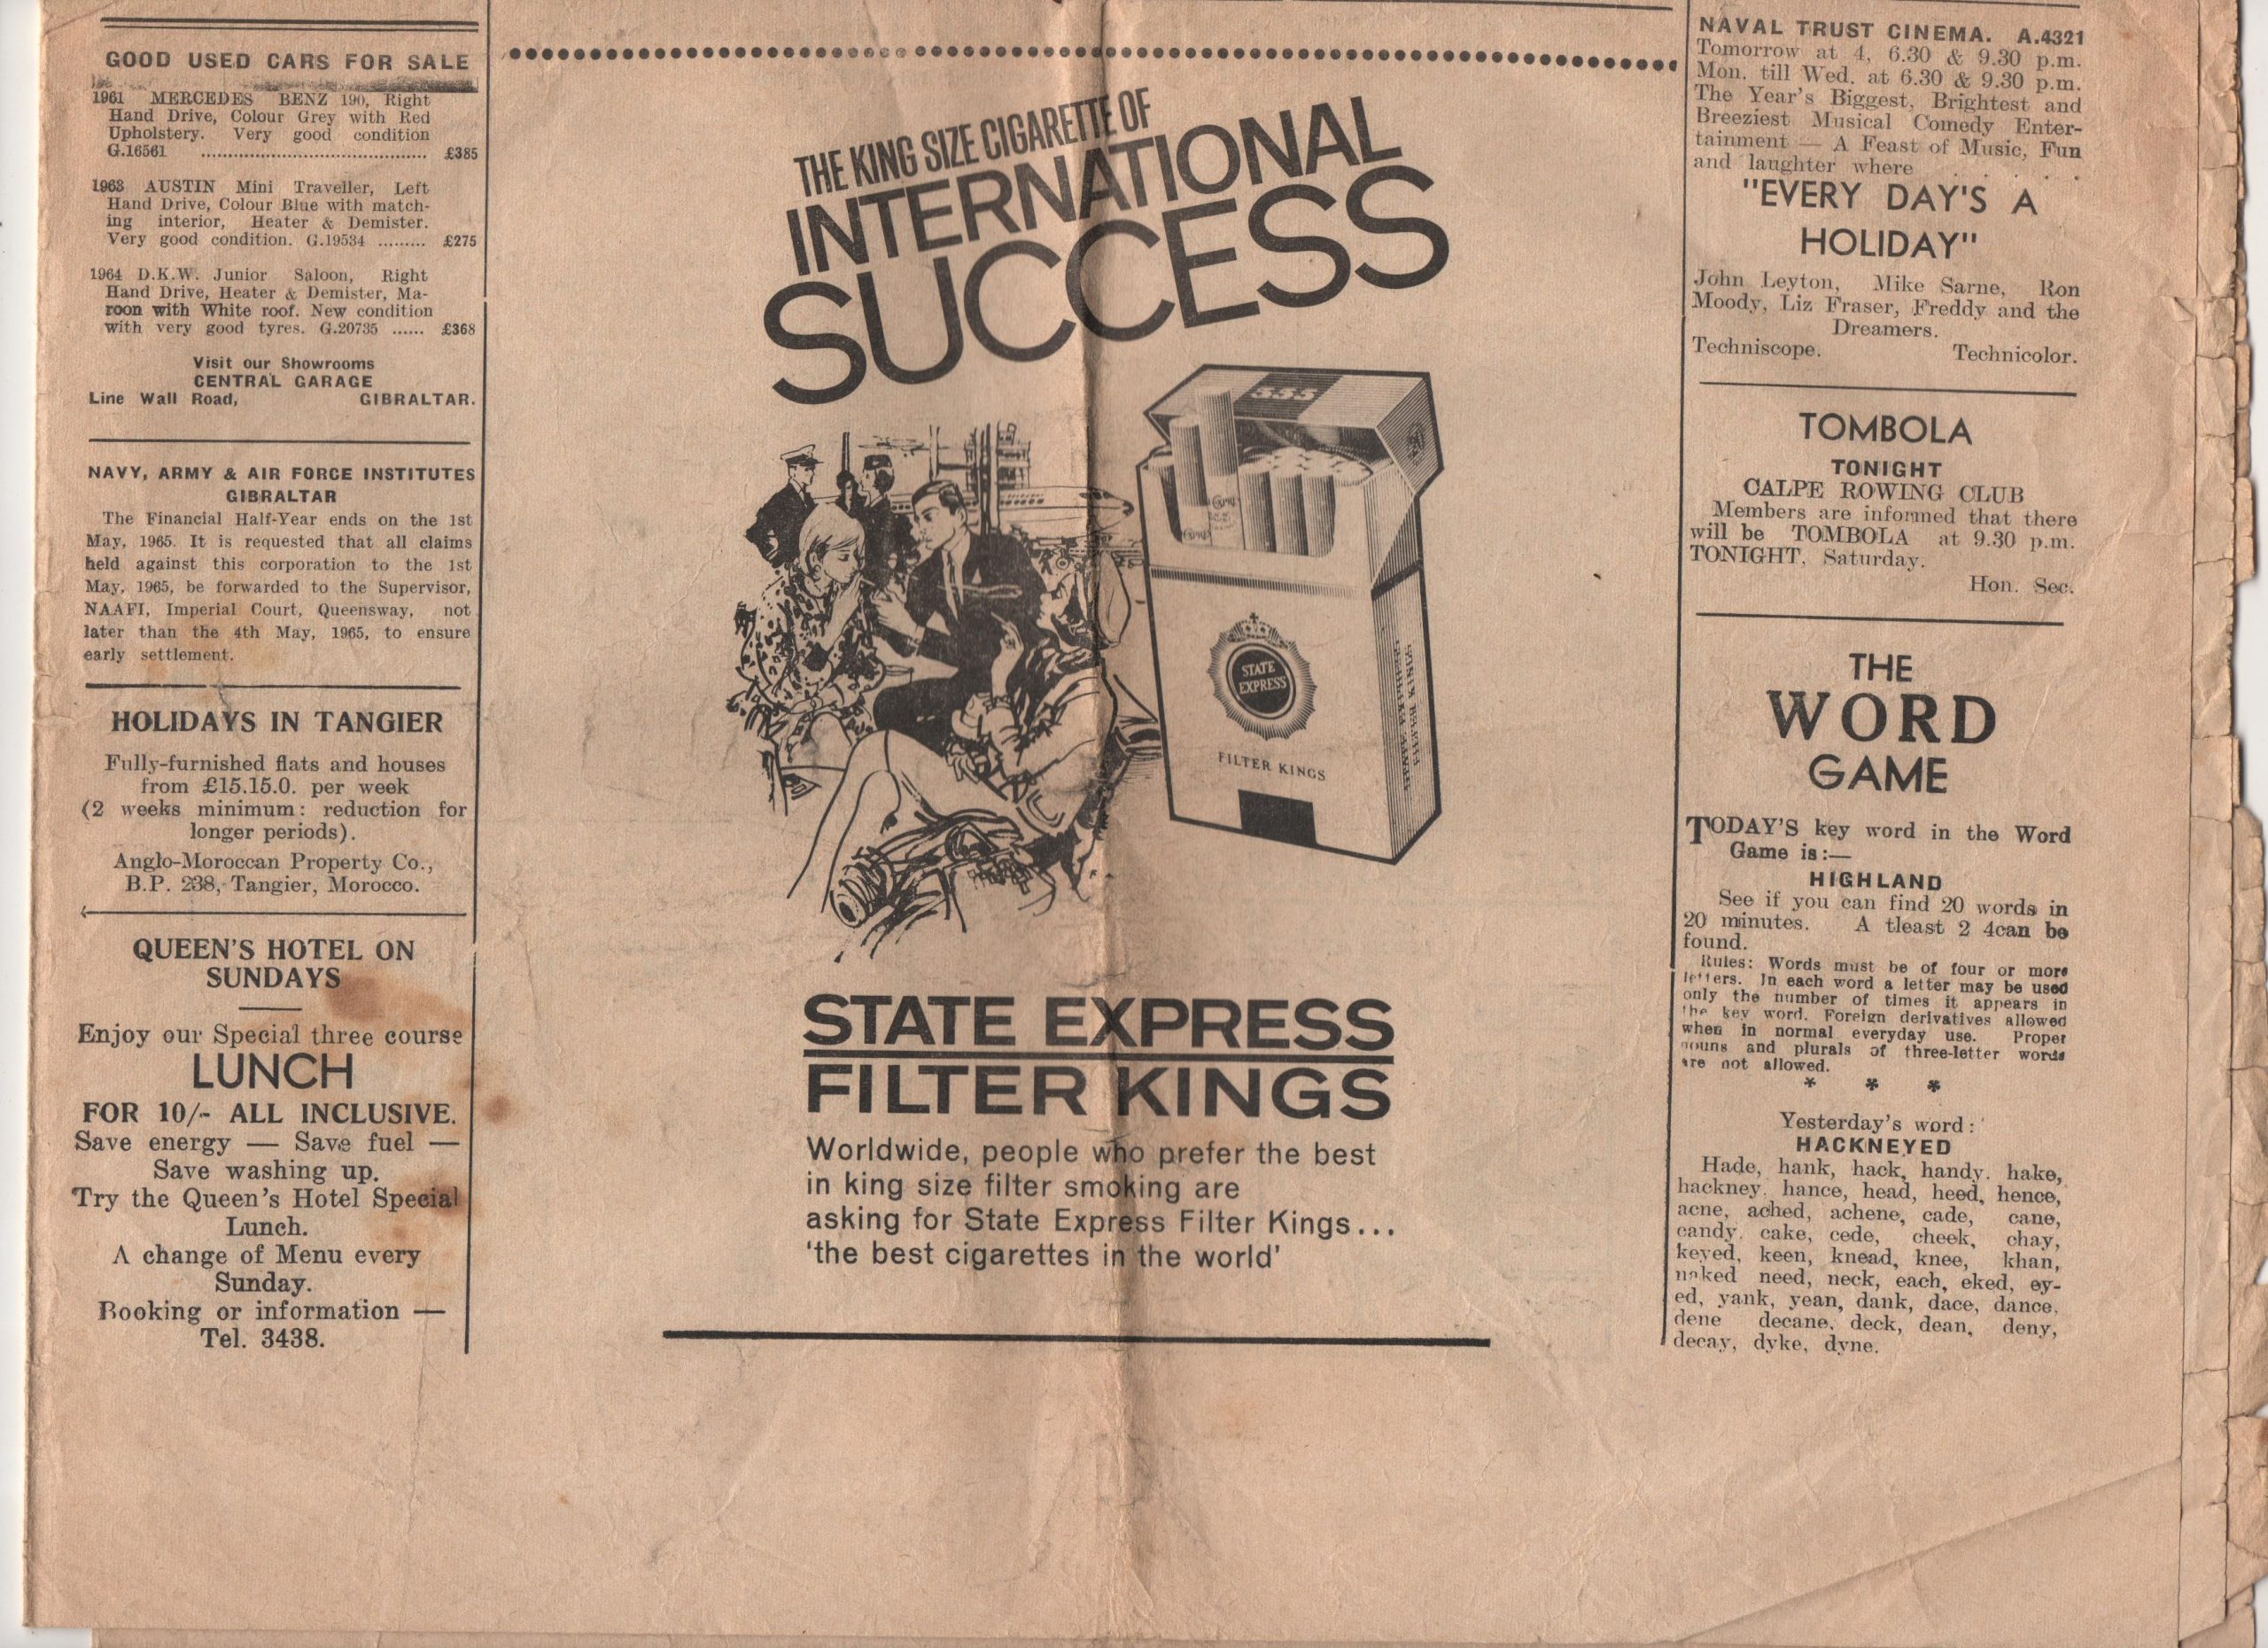 GOOD USED CARS FOR SALE
1961 MERCEDES BENZ 190, Right
Hand Drive, Colour Grey with Red
Upholstery. Very good condition
G.16561 ........................................ £385
1963 AUSTIN Mini Traveller, Left
Hand Drive, Colour Blue with match-
ing interior, Heater & Demister.
Very good condition. G.19534 ......... £275
1964 D.K.W. Junior Saloon, Right
Hand Drive, Heater & Demister, Ma-
roon with White roof. New condition
with very good tyres. G.20735 ...... £368
Visit our Showrooms
CENTRAL GARAGE
Line Wall Road, GIBRALTAR.
NAVY, ARMY & AIR FORCE INSTITUTES
GIBRALTAR
The Financial Half-Year ends on the 1st
May, 1965. It is requested that all claims
held against this corporation to the 1st
May, 1965, be forwarded to the Supervisor,
NAAFI, Imperial Court, Queensway, not
later than the 4th May, 1965, to ensure
early settlement.
HOLIDAYS IN TANGIER
Fully-furnished flats and houses
from £15.15.0. per week
(2 weeks minimum: reduction for
longer periods).
Anglo-Moroccan Property Co.,
B.P. 238, Tangier, Morocco.
QUEEN'S HOTEL ON
SUNDAYS
Enjoy our Special three course
LUNCH
FOR 10/- ALL INCLUSIVE.
Save energy — Save fuel —
Save washing up.
Try the Queen's Hotel Special
Lunch.
A change of Menu every
Sunday.
Booking or information —
Tel. 3438.
THE KING SIZE CIGARETTE OF
INTERNATIONAL
SUCCESS
555
STATE
EXPRESS
FILTER KINGS
STATE EXPRESS
FILTER KINGS
STATE EXPRESS
FILTER KINGS
Worldwide, people who prefer the best
in king size filter smoking are
asking for State Express Filter Kings...
'the best cigarettes in the world'
NAVAL TRUST CINEMA. A.4321
Tomorrow at 4, 6.30 & 9.30 p.m.
Mon. till Wed. at 6.30 & 9.30 p.m.
The Year's Biggest, Brightest and
Breeziest Musical Comedy Enter-
tainment — A Feast of Music, Fun
and laughter where . . . .
"EVERY DAY'S A
HOLIDAY"
John Leyton, Mike Sarne, Ron
Moody, Liz Fraser, Freddy and the
Dreamers.
Techniscope. Technicolor.
TOMBOLA
TONIGHT
CALPE ROWING CLUB
Members are informed that there
will be TOMBOLA at 9.30 p.m.
TONIGHT, Saturday.
Hon. Sec.
THE
WORD
GAME
TODAY'S key word in the Word
Game is:—
HIGHLAND
See if you can find 20 words in
20 minutes. A tleast 2 4can be
found.
Rules: Words must be of four or more
letters. In each word a letter may be used
only the number of times it appears in
the key word. Foreign derivatives allowed
when in normal everyday use. Proper
nouns and plurals of three-letter words
are not allowed.
* * *
Yesterday's word:
HACKNEYED
Hade, hank, hack, handy. hake,
hackney. hance, head, heed, hence,
acne, ached, achene, cade, cane,
candy. cake, cede, cheek, chay,
keyed, keen, knead, knee, khan,
naked need, neck, each, eked, ey-
ed, yank, yean, dank, dace, dance,
dene decane, deck, dean, deny,
decay, dyke, dyne.